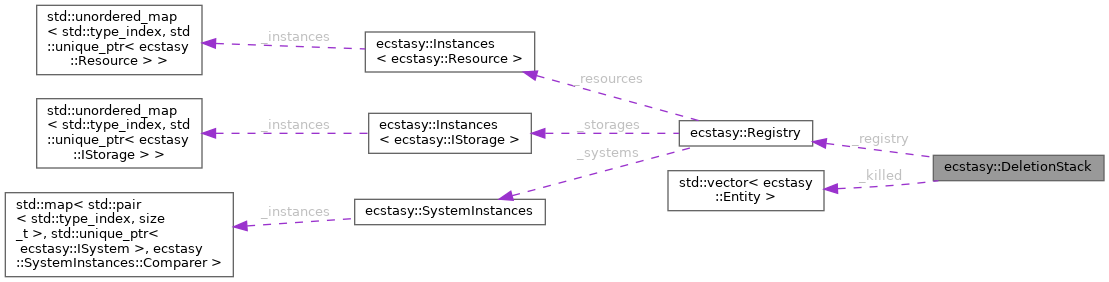 std::unordered_map
< std::type_index, std
::unique_ptr< ecstasy
::Resource > >
_instances
ecstasy::Instances
< ecstasy::Resource >
_resources
std::unordered_map
< std::type_index, std
::unique_ptr< ecstasy
::IStorage > >
_instances
ecstasy::Instances
< ecstasy::IStorage >
_storages
ecstasy::Registry
_registry
ecstasy::DeletionStack
_systems
_killed
std::vector< ecstasy
::Entity >
std::map< std::pair
< std::type_index, size
_t >, std::unique_ptr<
ecstasy::ISystem >, ecstasy
::SystemInstances::Comparer >
_instances
ecstasy::SystemInstances